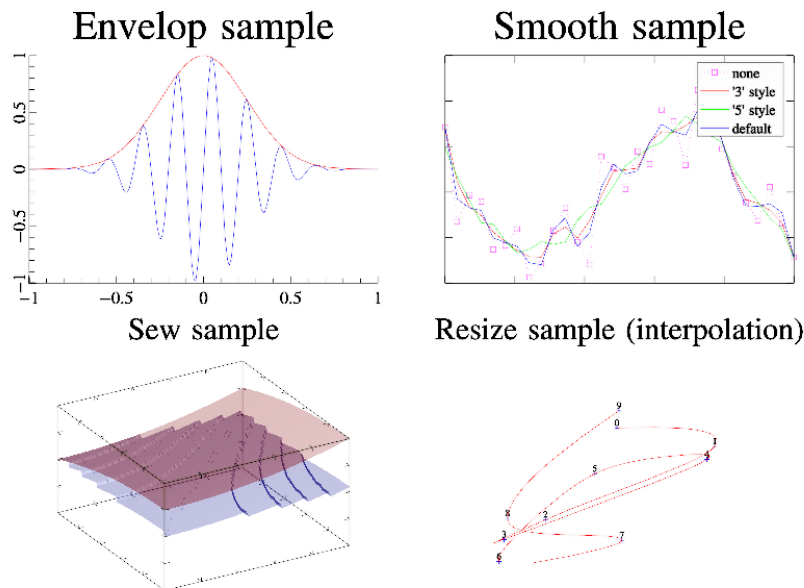 Envelop sample
Smooth sample
1
0.5
0
−0.5
−1
−1 −0.5 0 0.5 1
none
'3' style
'5' style
default
Sew sample
Resize sample (interpolation)
9
0
1
4
5
8
2
3
7
6